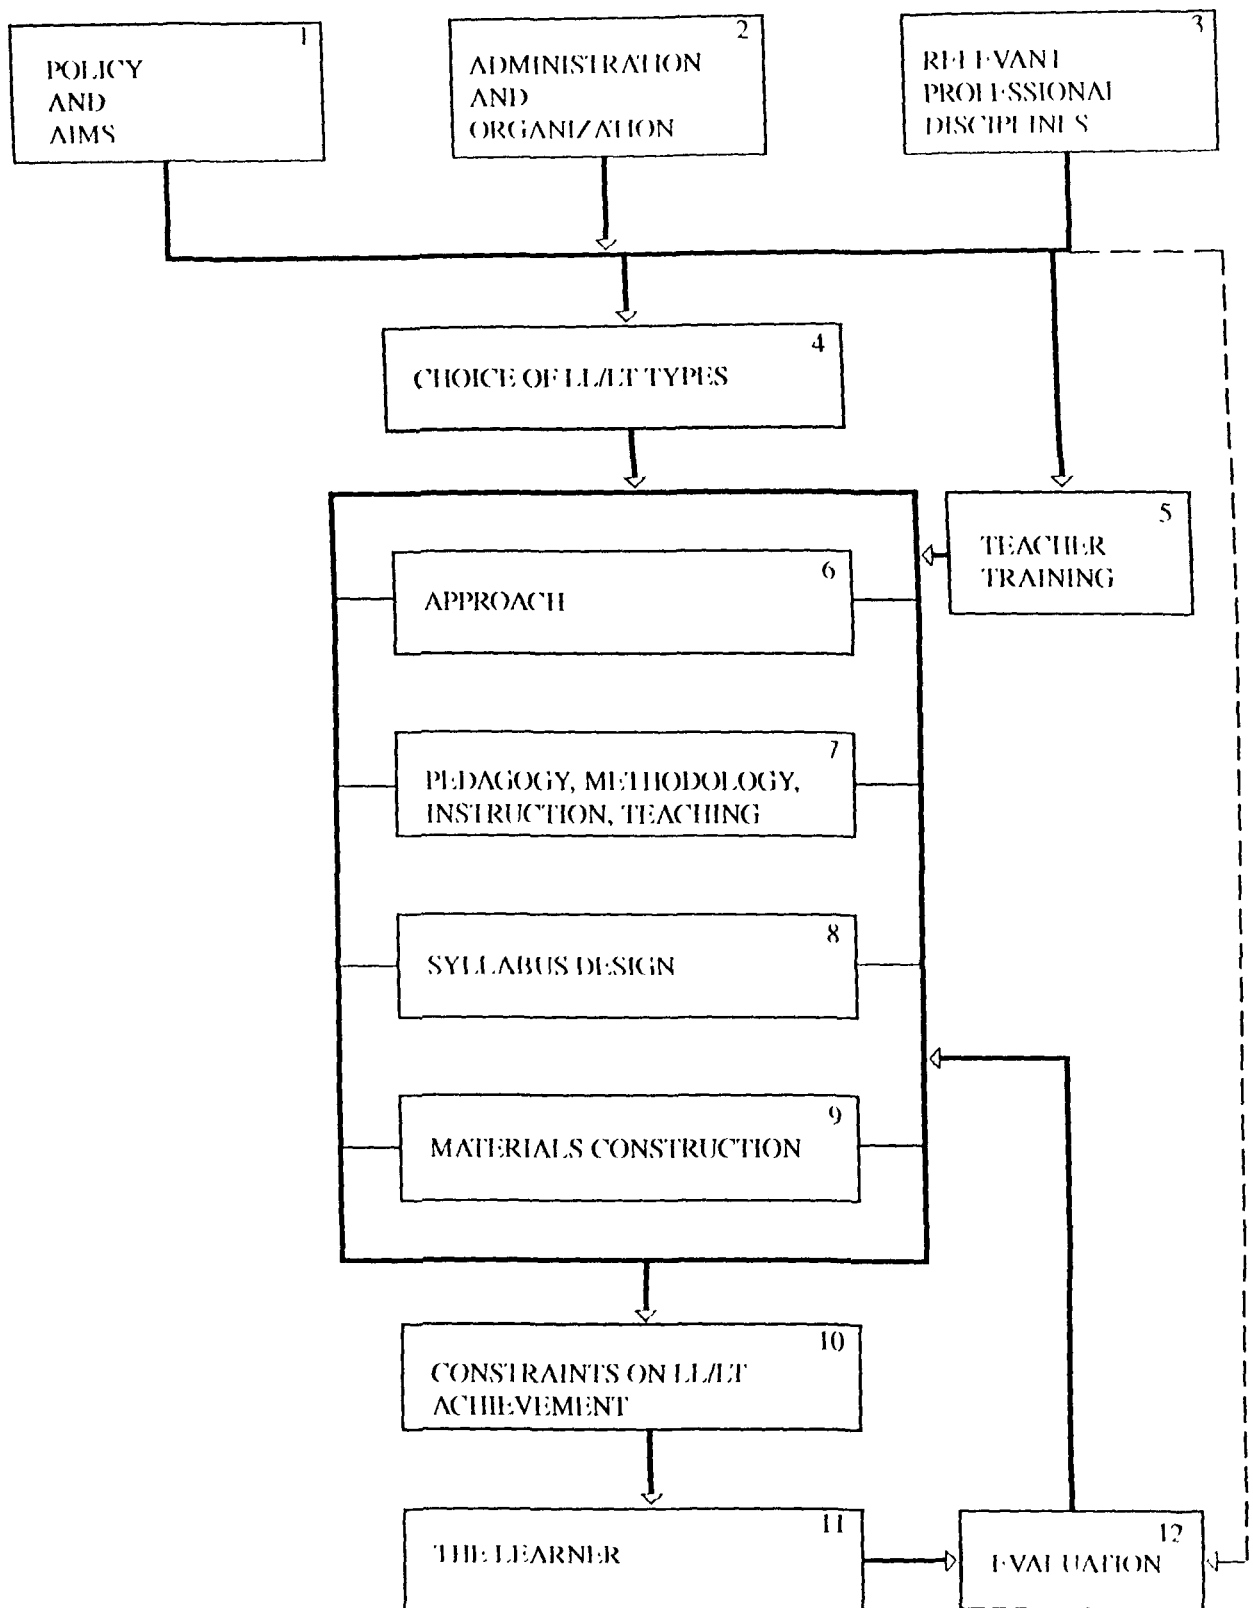 1
POLICY
AND
AIMS
2
ADMINISTRATION
AND
ORGANIZATION
3
RELEVANT
PROFESSIONAL
DISCIPLINES
4
CHOICE OF LL/LT TYPES
5
TEACHER
TRAINING
6
APPROACH
7
PEDAGOGY, METHODOLOGY,
INSTRUCTION, TEACHING
8
SYLLABUS DESIGN
9
MATERIALS CONSTRUCTION
10
CONSTRAINTS ON LL/LT
ACHIEVEMENT
11
THE LEARNER
12
EVALUATION